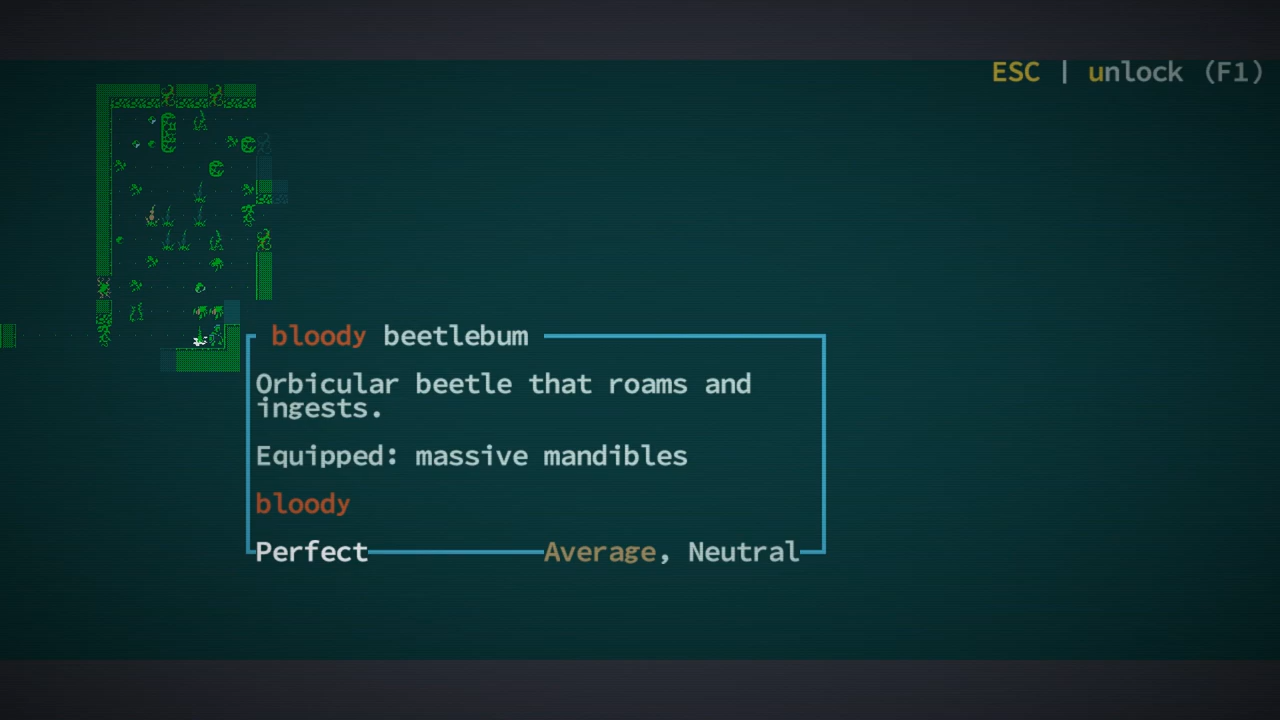 ESC | unlock (F1)
bloody beetlebum
Orbicular beetle that roams and
ingests.
Equipped: massive mandibles
bloody
Perfect Average, Neutral